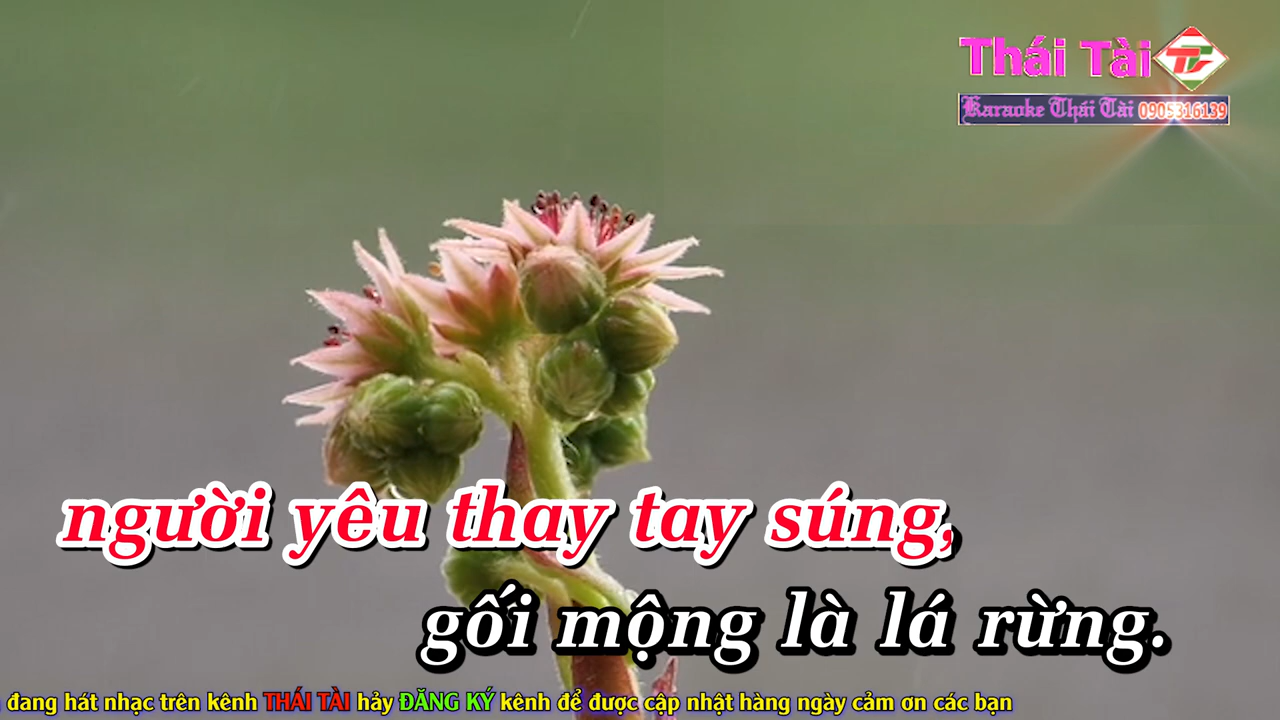 Thái Tài
Karaoke Thái Tài 0905316139
người yêu thay tay súng,
gối mộng là lá rừng.
đang hát nhạc trên kênh THÁI TÀI hảy ĐĂNG KÝ kênh để được cập nhật hàng ngày cảm ơn các bạn